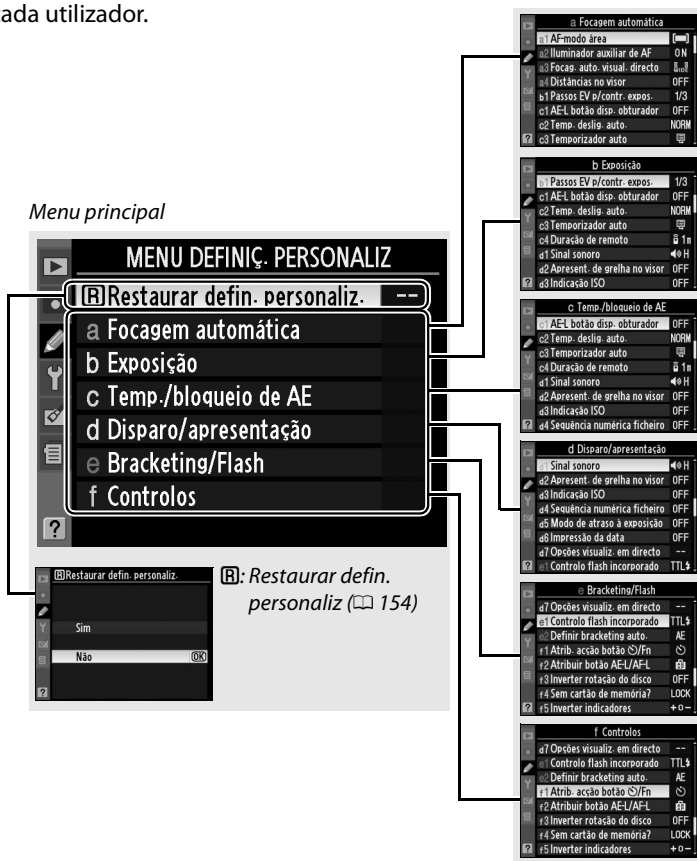 cada utilizador.
Menu principal
MENU DEFINIÇ. PERSONALIZ
R Restaurar defin. personaliz. --
a Focagem automática
b Exposição
c Temp./bloqueio de AE
d Disparo/apresentação
e Bracketing/Flash
f Controlos
?
R Restaurar defin. personaliz.
Sim
Não OK
?
R: Restaurar defin.
personaliz (154)
a Focagem automática
a1 AF-modo área
a2 Iluminador auxiliar de AF ON
a3 Focag. auto. visual. directo
a4 Distâncias no visor OFF
b1 Passos EV p/contr. expos. 1/3
c1 AE-L botão disp. obturador OFF
c2 Temp. deslig. auto. NORM
? c3 Temporizador auto
b Exposição
b1 Passos EV p/contr. expos. 1/3
c1 AE-L botão disp. obturador OFF
c2 Temp. deslig. auto. NORM
c3 Temporizador auto
c4 Duração de remoto 1m
d1 Sinal sonoro H
d2 Apresent. de grelha no visor OFF
? d3 Indicação ISO OFF
c Temp./bloqueio de AE
c1 AE-L botão disp. obturador OFF
c2 Temp. deslig. auto. NORM
c3 Temporizador auto
c4 Duração de remoto 1m
d1 Sinal sonoro H
d2 Apresent. de grelha no visor OFF
d3 Indicação ISO OFF
? d4 Sequência numérica ficheiro OFF
d Disparo/apresentação
Sinal sonoro H
d2 Apresent. de grelha no visor OFF
d3 Indicação ISO OFF
d4 Sequência numérica ficheiro OFF
d5 Modo de atraso à exposição OFF
d6 Impressão da data OFF
d7 Opções visualiz. em directo --
? e1 Controlo flash incorporado TTL
e Bracketing/Flash
d7 Opções visualiz. em directo --
e1 Controlo flash incorporado TTL
e2 Definir bracketing auto. AE
f1 Atrib. acção botão /Fn
f2 Atribuir botão AE-L/AF-L
f3 Inverter rotação do disco OFF
f4 Sem cartão de memória? LOCK
? f5 Inverter indicadores +0-
f Controlos
d7 Opções visualiz. em directo --
e1 Controlo flash incorporado TTL
e2 Definir bracketing auto. AE
f1 Atrib. acção botão /Fn
f2 Atribuir botão AE-L/AF-L
f3 Inverter rotação do disco OFF
f4 Sem cartão de memória? LOCK
? f5 Inverter indicadores +0-